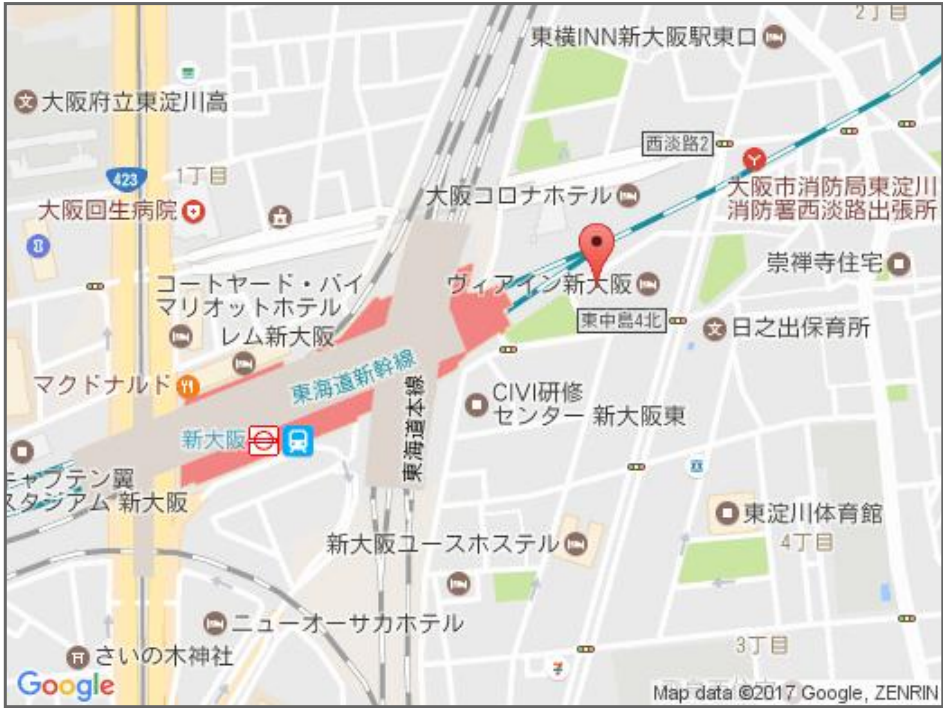 2丁目
東横INN新大阪駅東口
大阪府立東淀川高
西淡路2
423
1丁目
大阪市消防局東淀川
消防署西淡路出張所
大阪コロナホテル
大阪回生病院
崇禅寺住宅
コートヤード・バイ
マリオットホテル
ヴィアイン新大阪
東中島4北
日之出保育所
レム新大阪
東海道新幹線
マクドナルド
CIVI研修
センター 新大阪東
東海道本線
新大阪
キャプテン翼
スタジアム 新大阪
東淀川体育館
4丁目
新大阪ユースホステル
ニューオーサカホテル
3丁目
さいの木神社
Google
Map data ©2017 Google, ZENRIN